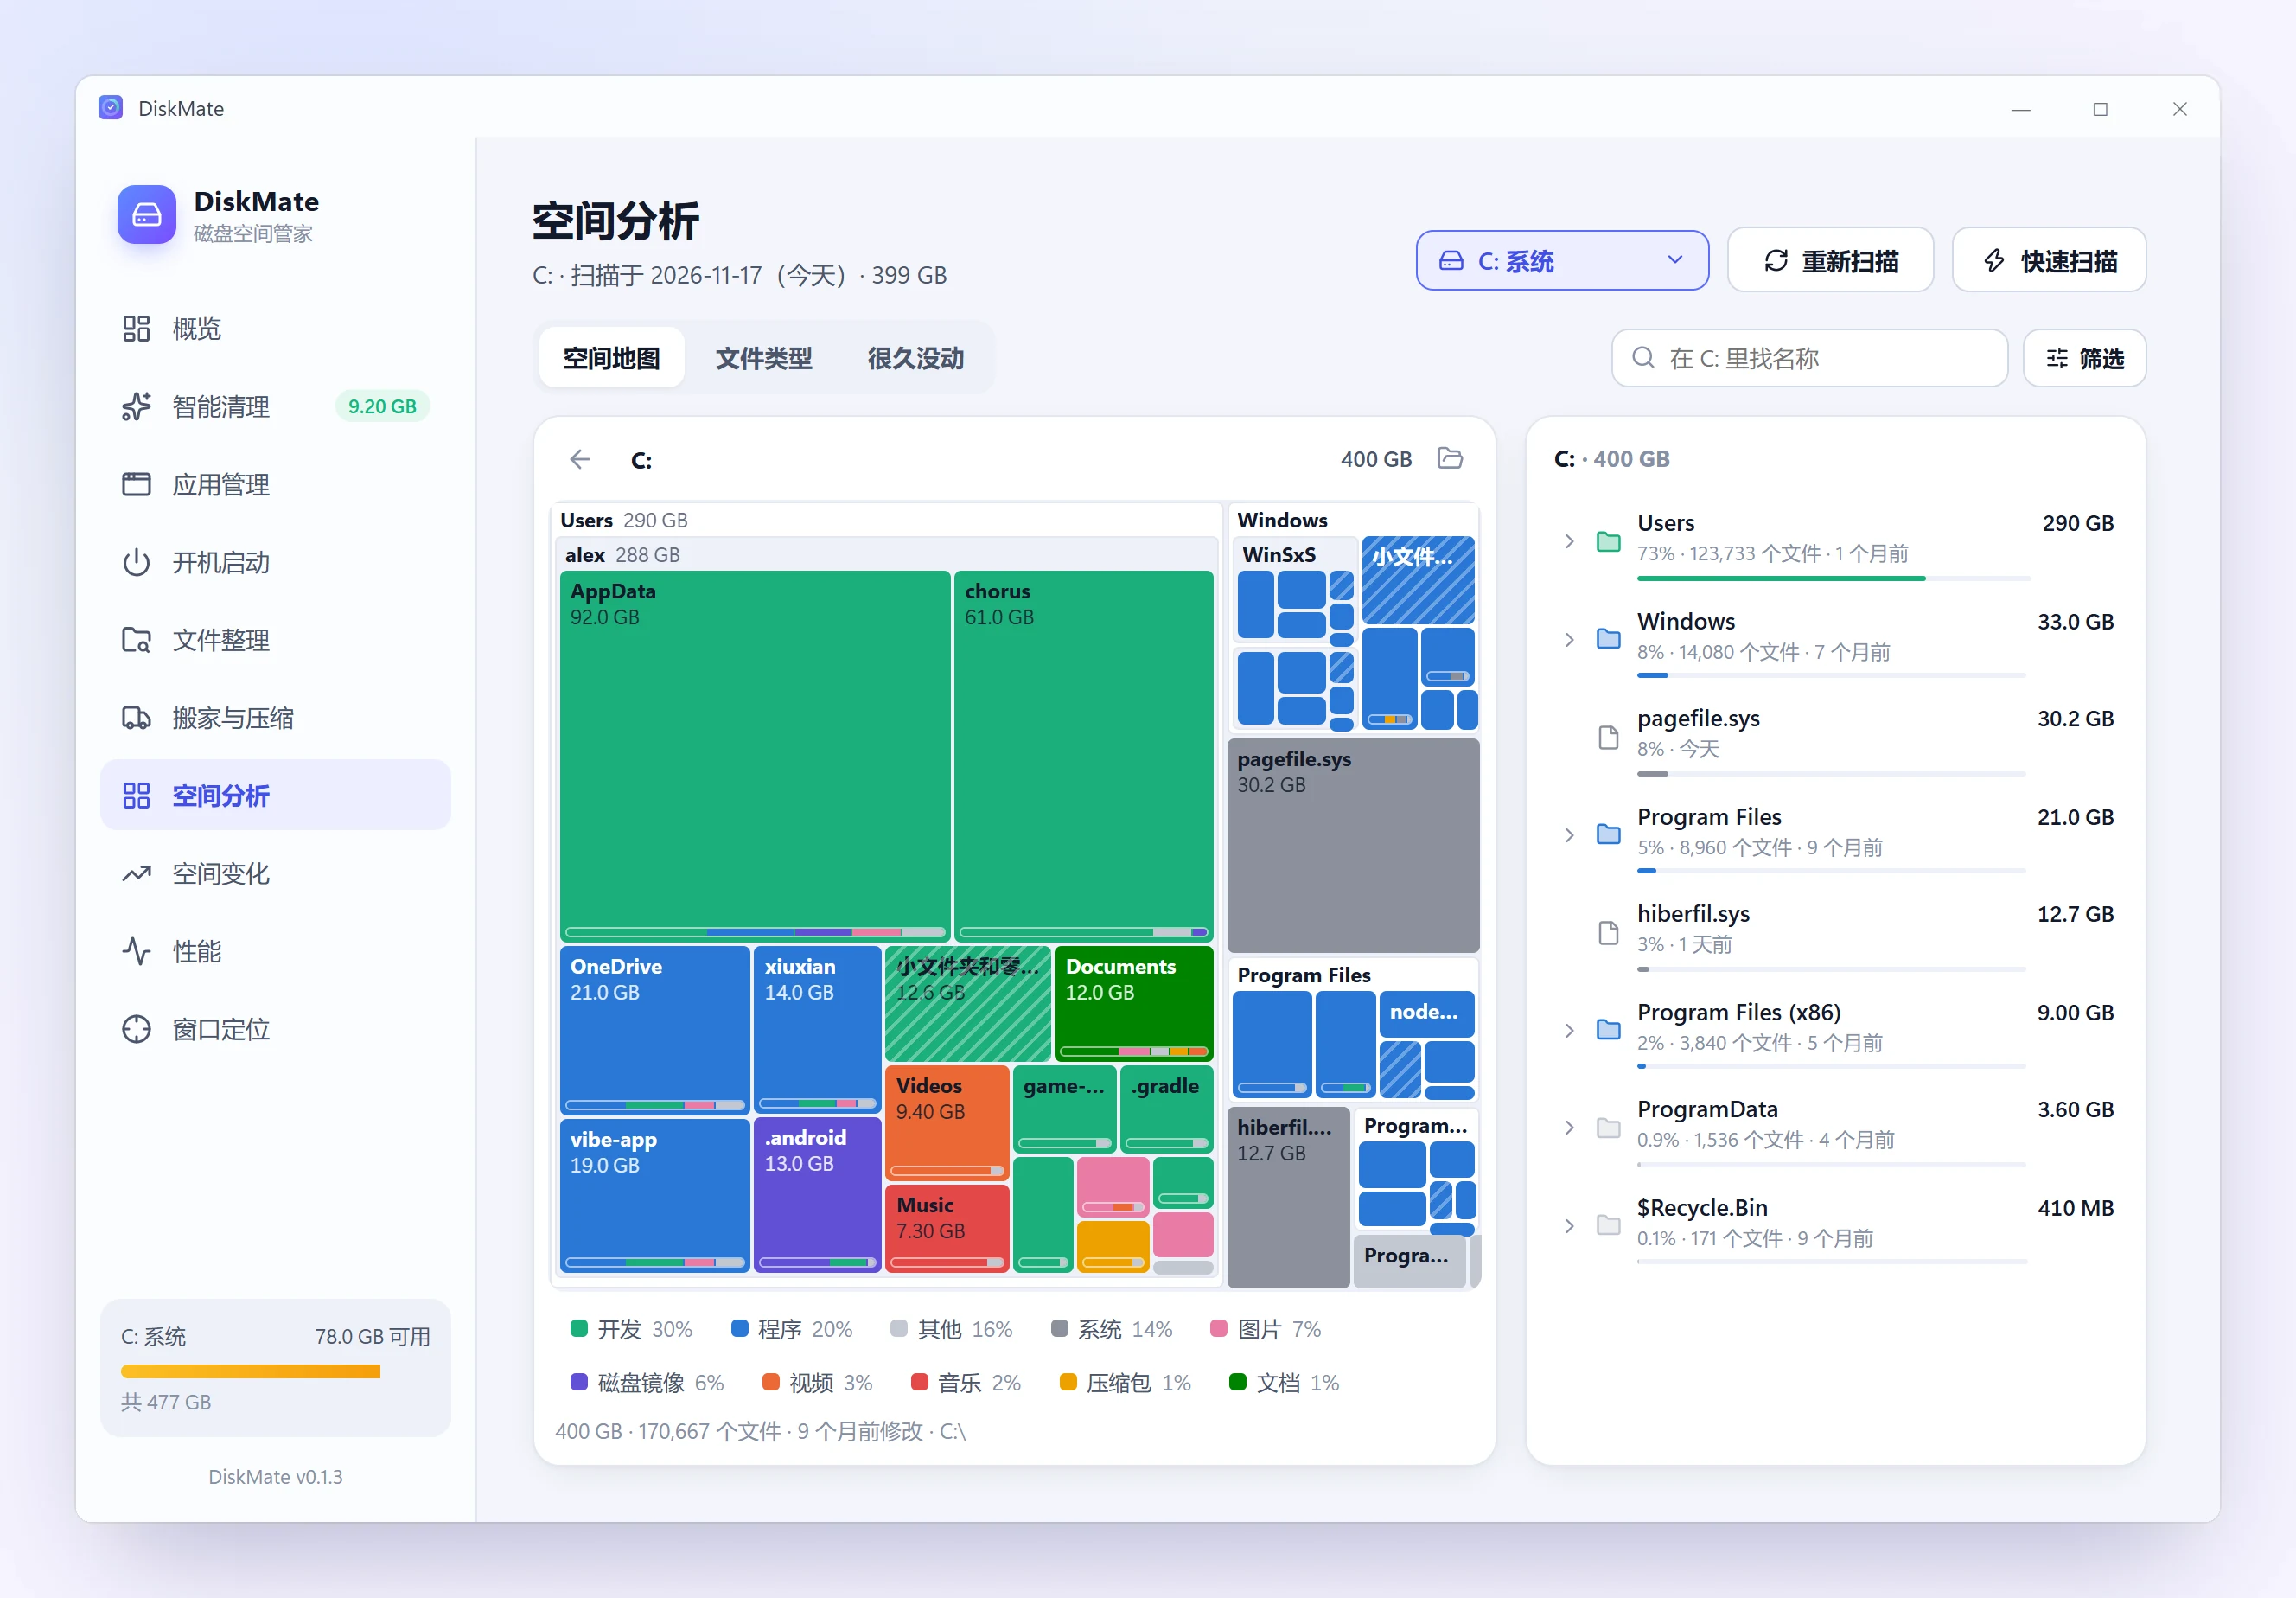 DiskMate
DiskMate
磁盘空间管家
概览
智能清理 9.20 GB
应用管理
开机启动
文件整理
搬家与压缩
空间分析
空间变化
性能
窗口定位
C: 系统 78.0 GB 可用
共 477 GB
DiskMate v0.1.3
空间分析
C: · 扫描于 2026-11-17（今天）· 399 GB
C: 系统
重新扫描
快速扫描
空间地图 文件类型 很久没动
在 C: 里找名称
筛选
C: 400 GB
Users 290 GB
alex 288 GB
AppData
92.0 GB
chorus
61.0 GB
OneDrive
21.0 GB
xiuxian
14.0 GB
小文件夹和零...
12.6 GB
Documents
12.0 GB
vibe-app
19.0 GB
.android
13.0 GB
Videos
9.40 GB
game-...
.gradle
Music
7.30 GB
Windows
WinSxS
小文件...
pagefile.sys
30.2 GB
Program Files
node...
hiberfil....
12.7 GB
Program...
Progra...
开发 30% 程序 20% 其他 16% 系统 14% 图片 7%
磁盘镜像 6% 视频 3% 音乐 2% 压缩包 1% 文档 1%
400 GB · 170,667 个文件 · 9 个月前修改 · C:\
C: · 400 GB
Users 290 GB
73% · 123,733 个文件 · 1 个月前
Windows 33.0 GB
8% · 14,080 个文件 · 7 个月前
pagefile.sys 30.2 GB
8% · 今天
Program Files 21.0 GB
5% · 8,960 个文件 · 9 个月前
hiberfil.sys 12.7 GB
3% · 1 天前
Program Files (x86) 9.00 GB
2% · 3,840 个文件 · 5 个月前
ProgramData 3.60 GB
0.9% · 1,536 个文件 · 4 个月前
$Recycle.Bin 410 MB
0.1% · 171 个文件 · 9 个月前